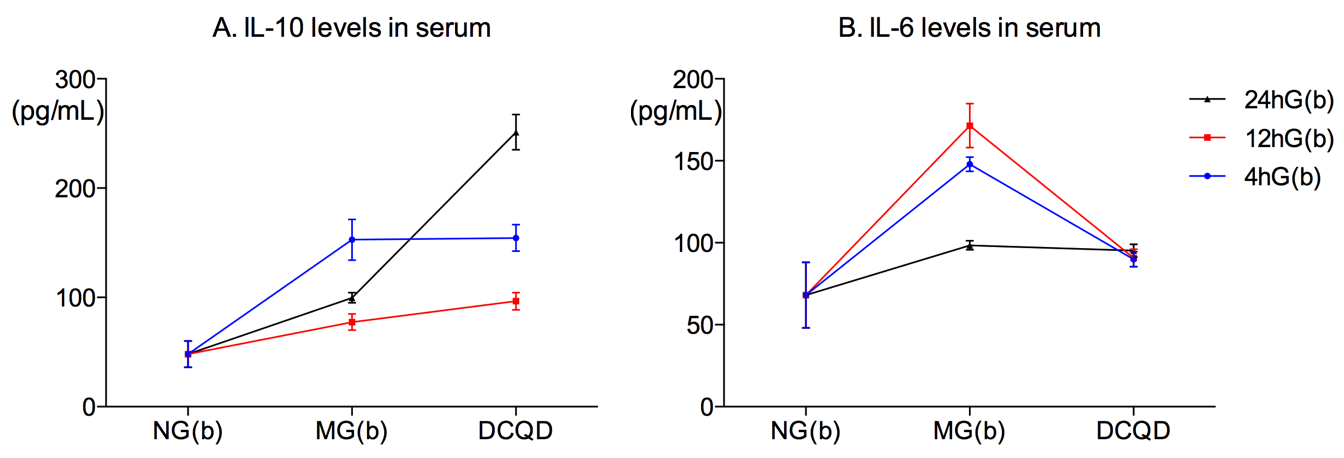 A. IL-10 levels in serum
300
(pg/mL)
200
100
0
NG(b) MG(b) DCQD
B. IL-6 levels in serum
200
(pg/mL)
150
100
50
0
NG(b) MG(b) DCQD
24hG(b)
12hG(b)
4hG(b)